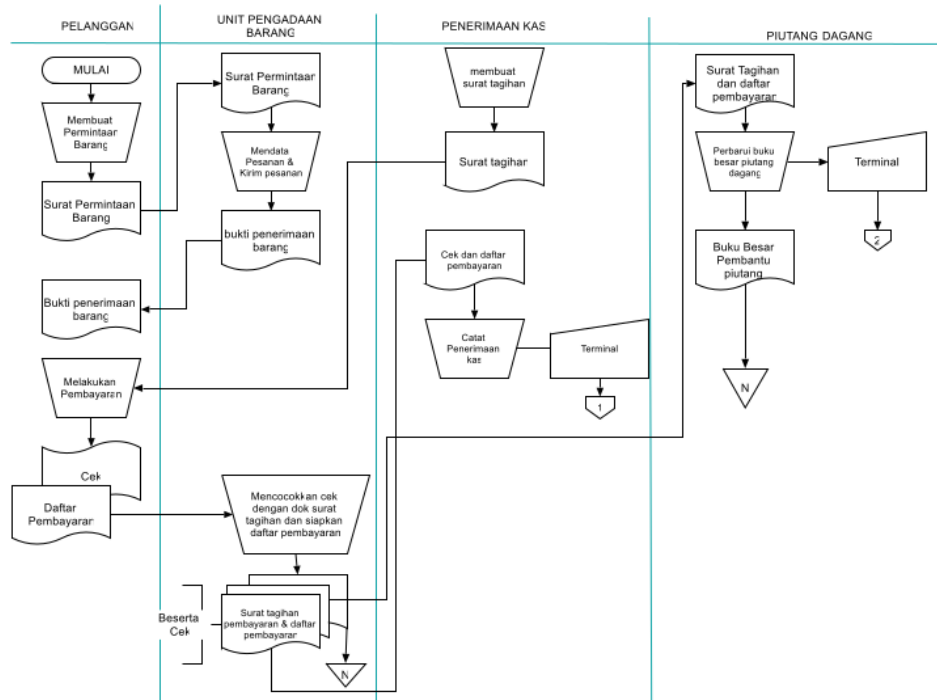 PELANGGAN
UNIT PENGADAAN
BARANG
PENERIMAAN KAS
PIUTANG DAGANG
MULAI
Membuat
Permintaan
Barang
Surat Permintaan
Barang
Bukti penerimaan
barang
Melakukan
Pembayaran
Cek
Daftar
Pembayaran
Surat Permintaan
Barang
Mendata
Pesanan &
Kirim pesanan
bukti penerimaan
barang
Mencocokkan cek
dengan dok surat
tagihan dan siapkan
daftar pembayaran
Beserta
Cek
Surat tagihan
pembayaran & daftar
pembayaran
N
membuat
surat tagihan
Surat tagihan
Cek dan daftar
pembayaran
Catat
Penerimaan
kas
Terminal
1
Surat Tagihan
dan daftar
pembayaran
Perbarui buku
besar piutang
dagang
Terminal
2
Buku Besar
Pembantu
piutang
N